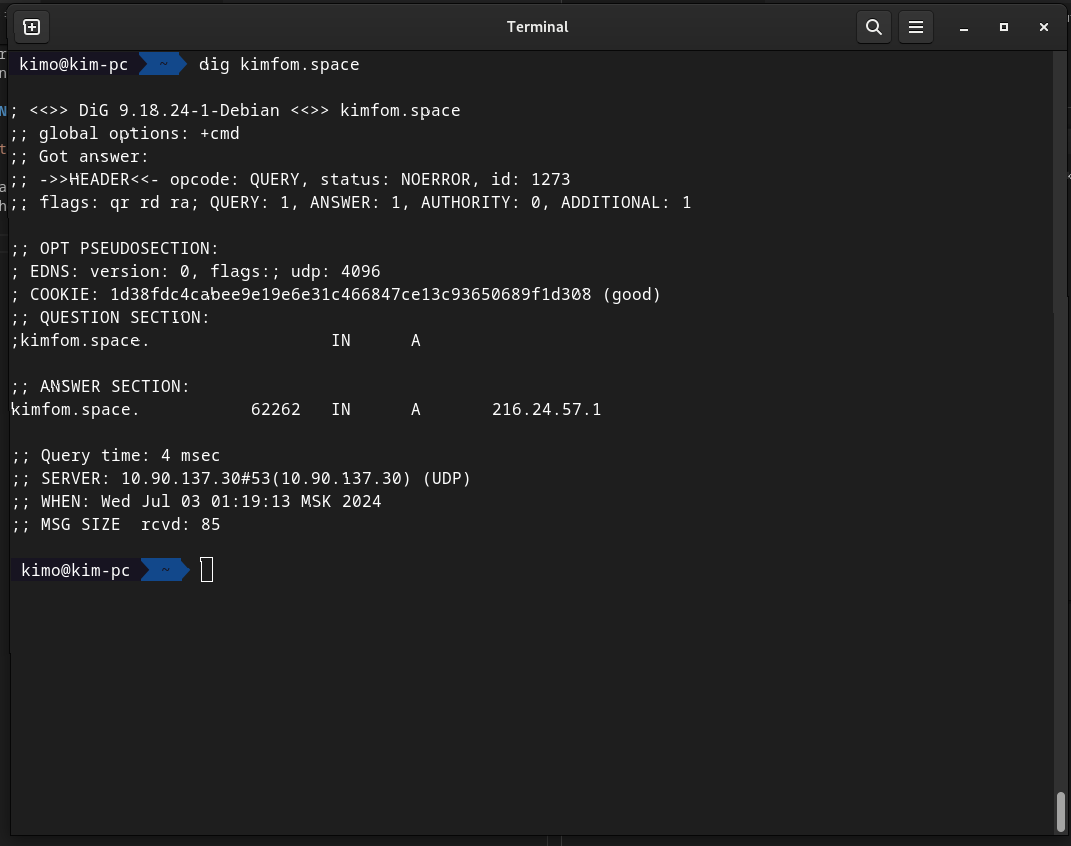 Terminal
kimo@kim-pc ~ dig kimfom.space
; <<>> DiG 9.18.24-1-Debian <<>> kimfom.space
;; global options: +cmd
;; Got answer:
;; ->>HEADER<<- opcode: QUERY, status: NOERROR, id: 1273
;; flags: qr rd ra; QUERY: 1, ANSWER: 1, AUTHORITY: 0, ADDITIONAL: 1
;; OPT PSEUDOSECTION:
; EDNS: version: 0, flags:; udp: 4096
; COOKIE: 1d38fdc4cabee9e19e6e31c466847ce13c93650689f1d308 (good)
;; QUESTION SECTION:
;kimfom.space. IN A
;; ANSWER SECTION:
kimfom.space. 62262 IN A 216.24.57.1
;; Query time: 4 msec
;; SERVER: 10.90.137.30#53(10.90.137.30) (UDP)
;; WHEN: Wed Jul 03 01:19:13 MSK 2024
;; MSG SIZE rcvd: 85
kimo@kim-pc ~